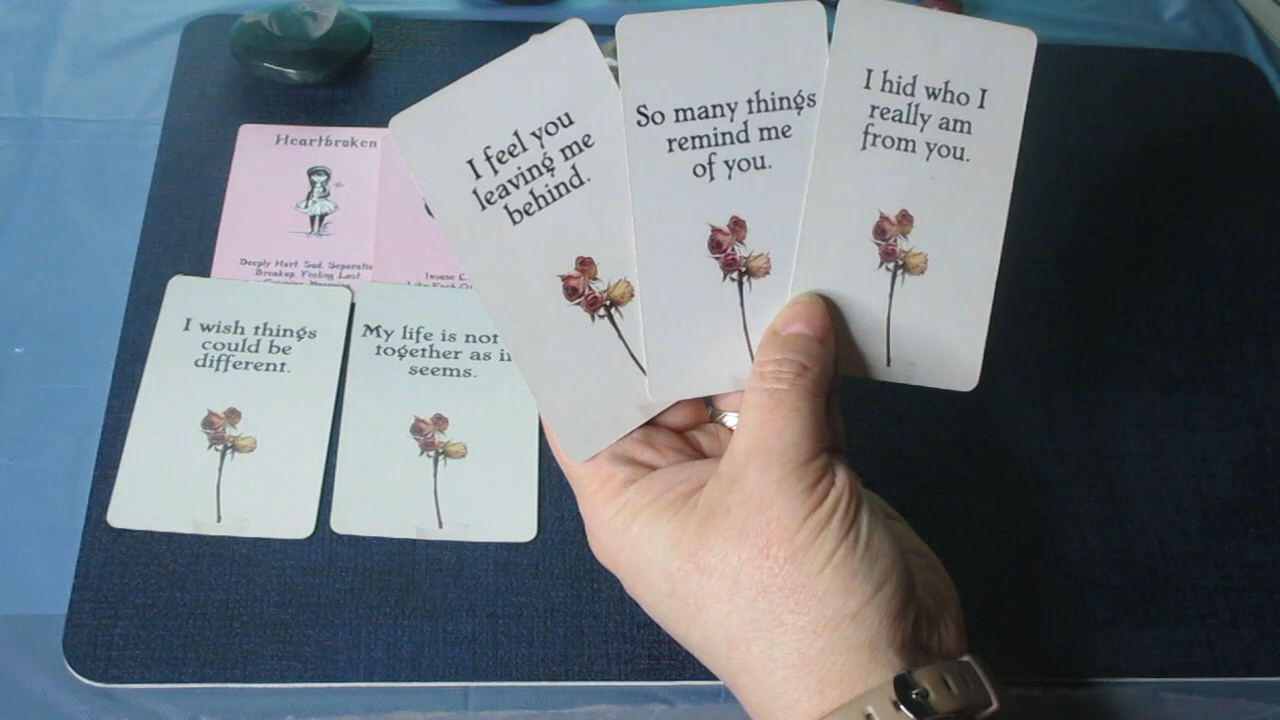 Heartbroken
Deeply Hurt. Sad.
Breakup. Feeling Lost.
Insane
I feel you
leaving me
behind.
So many things
remind me
of you.
I hid who I
really am
from you.
I wish things
could be
different.
My life is not
together as
seems.